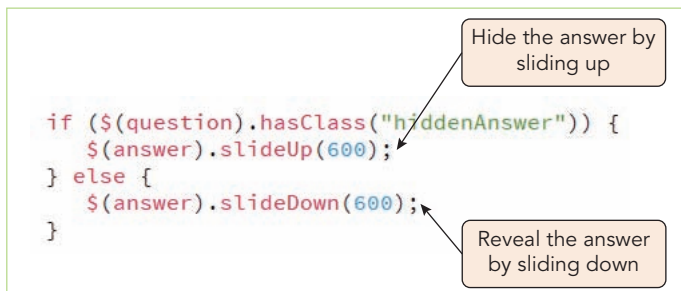 Hide the answer by
sliding up
if ($(question).hasClass("hiddenAnswer")) {
   $(answer).slideUp(600);
} else {
   $(answer).slideDown(600);
}
Reveal the answer
by sliding down